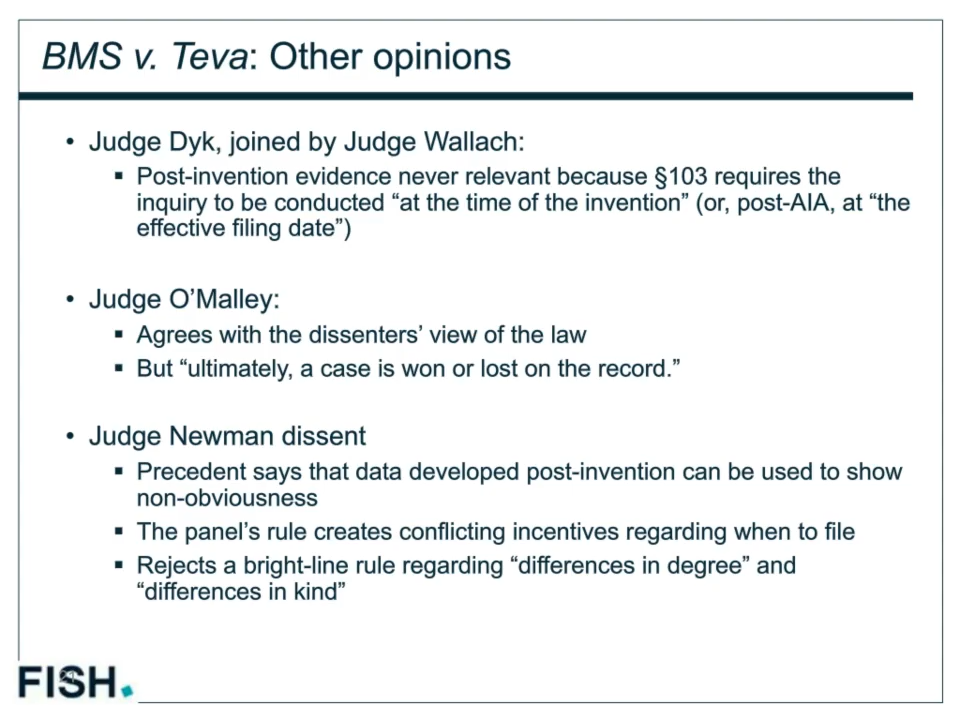 BMS v. Teva: Other opinions
• Judge Dyk, joined by Judge Wallach:
▪ Post-invention evidence never relevant because §103 requires the
inquiry to be conducted “at the time of the invention” (or, post-AIA, at “the
effective filing date”)
• Judge O’Malley:
▪ Agrees with the dissenters’ view of the law
▪ But “ultimately, a case is won or lost on the record.”
• Judge Newman dissent
▪ Precedent says that data developed post-invention can be used to show
non-obviousness
▪ The panel’s rule creates conflicting incentives regarding when to file
▪ Rejects a bright-line rule regarding “differences in degree” and
“differences in kind”
FISH.